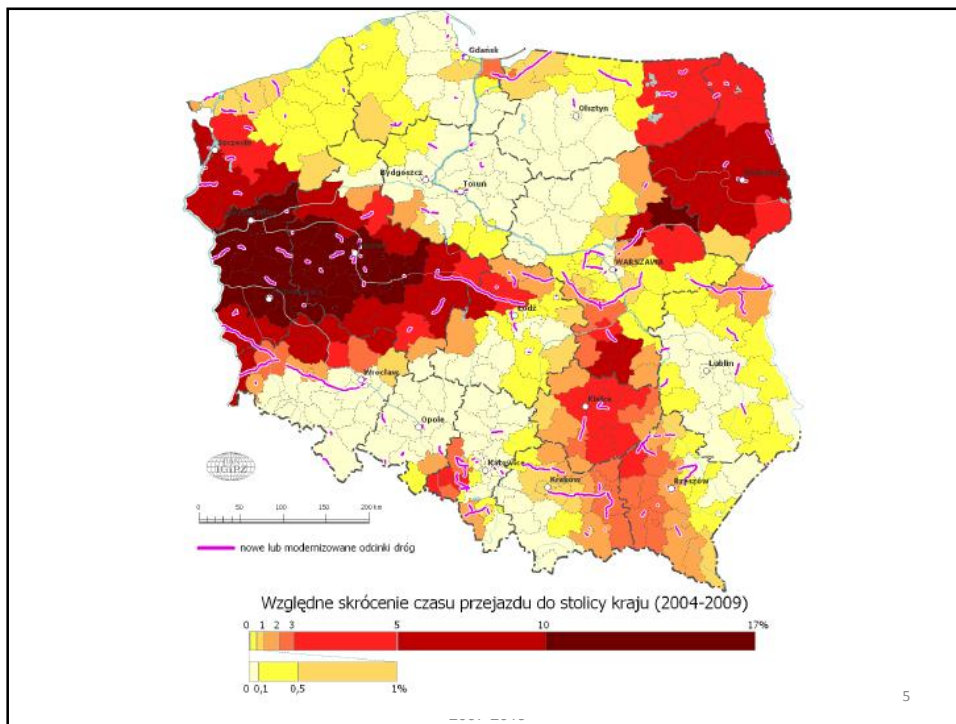 Gdańsk
Olsztyn
Szczecin
Bydgoszcz
Toruń
WARSZAWA
Łódź
Lublin
Wrocław
Kielce
Opole
Katowice
Kraków
Rzeszów
0 50 100 150 200 km
nowe lub modernizowane odcinki dróg
Względne skrócenie czasu przejazdu do stolicy kraju (2004-2009)
0 1 2 3 5 10 17%
0 0,1 0,5 1%
5